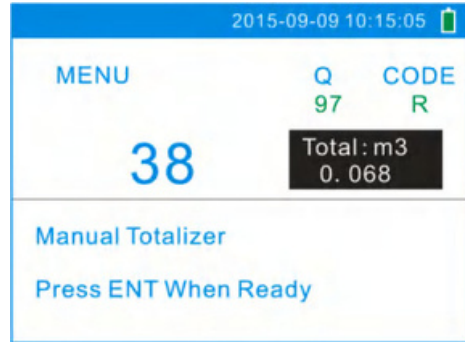 2015-09-09 10:15:05
MENU Q CODE
97 R
38
Total: m3
0.068
Manual Totalizer
Press ENT When Ready